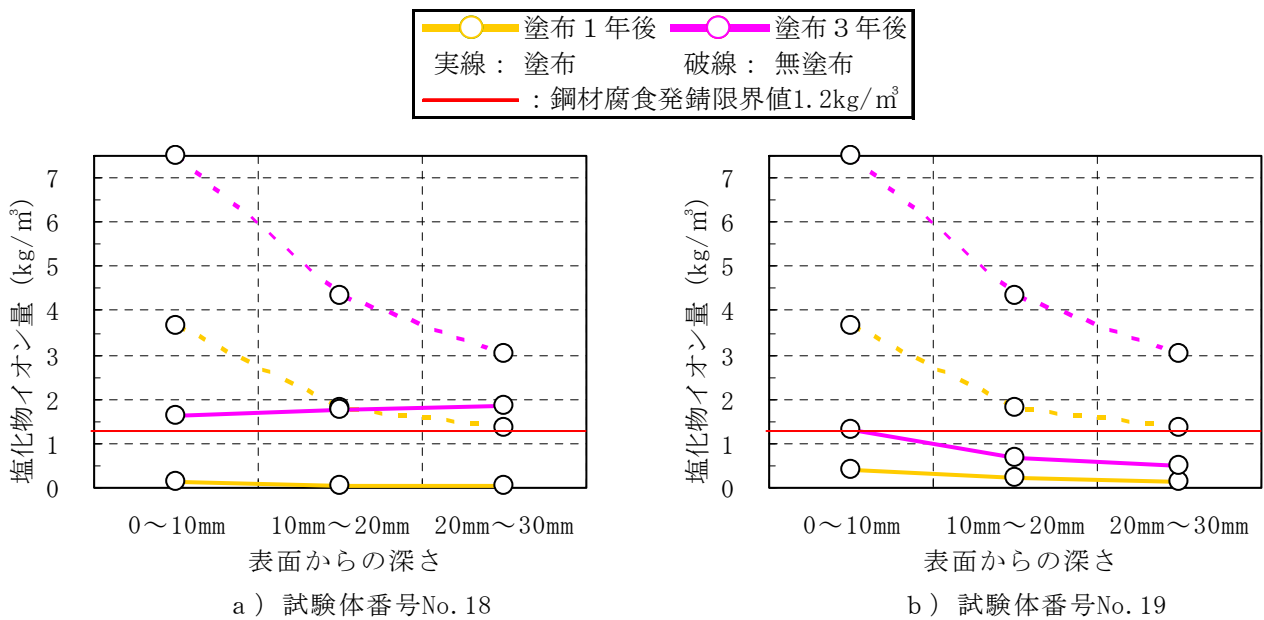 塗布１年後 塗布３年後
実線： 塗布 破線： 無塗布
：鋼材腐食発錆限界値1.2kg/㎥
塩化物イオン量 (kg/㎥)
7
6
5
4
3
2
1
0
0～10mm 10mm～20mm 20mm～30mm
表面からの深さ
a）試験体番号No.18
塩化物イオン量 (kg/㎥)
7
6
5
4
3
2
1
0
0～10mm 10mm～20mm 20mm～30mm
表面からの深さ
b）試験体番号No.19